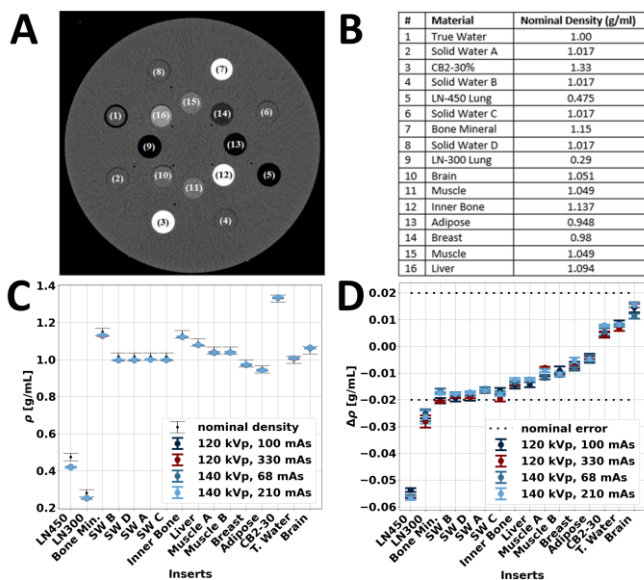 A
(8)
(7)
(15)
(1)
(16)
(14)
(6)
(9)
(13)
(2)
(10)
(12)
(5)
(11)
(3)
(4)
B
# Material Nominal Density (g/ml)
1 True Water 1.00
2 Solid Water A 1.017
3 CB2-30% 1.33
4 Solid Water B 1.017
5 LN-450 Lung 0.475
6 Solid Water C 1.017
7 Bone Mineral 1.15
8 Solid Water D 1.017
9 LN-300 Lung 0.29
10 Brain 1.051
11 Muscle 1.049
12 Inner Bone 1.137
13 Adipose 0.948
14 Breast 0.98
15 Muscle 1.049
16 Liver 1.094
C
1.4
1.2
1.0
0.8
0.6
0.4
0.2
ρ [g/mL]
nominal density
120 kVp, 100 mAs
120 kVp, 330 mAs
140 kVp, 68 mAs
140 kVp, 210 mAs
LN450
LN300
Bone Min.
SW B
SW D
SW A
SW C
Inner Bone
Liver
Muscle A
Muscle B
Breast
Adipose
CB2-30
T. Water
Brain
Inserts
D
0.02
0.01
0.00
−0.01
−0.02
−0.03
−0.04
−0.05
−0.06
Δρ [g/mL]
nominal error
120 kVp, 100 mAs
120 kVp, 330 mAs
140 kVp, 68 mAs
140 kVp, 210 mAs
LN450
LN300
Bone Min.
SW B
SW D
SW A
SW C
Inner Bone
Liver
Muscle A
Muscle B
Breast
Adipose
CB2-30
T. Water
Brain
Inserts